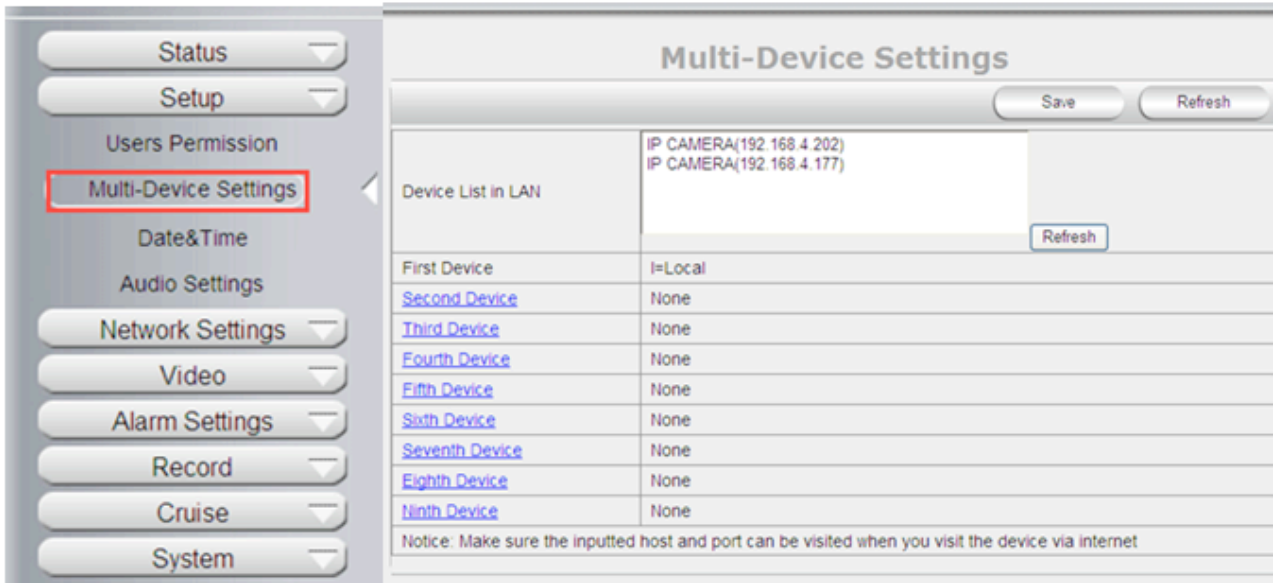 Status
Setup
Users Permission
Multi-Device Settings
Date&Time
Audio Settings
Network Settings
Video
Alarm Settings
Record
Cruise
System
Multi-Device Settings
Save Refresh
Device List in LAN
IP CAMERA(192.168.4.202)
IP CAMERA(192.168.4.177)
Refresh
First Device l=Local
Second Device None
Third Device None
Fourth Device None
Fifth Device None
Sixth Device None
Seventh Device None
Eighth Device None
Ninth Device None
Notice: Make sure the inputted host and port can be visited when you visit the device via internet